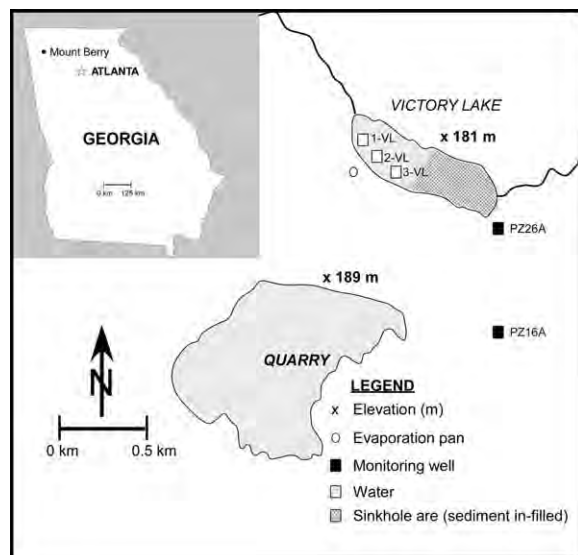 Mount Berry
ATLANTA
GEORGIA
0 km 125 km
VICTORY LAKE
x 181 m
1-VL
2-VL
3-VL
PZ26A
x 189 m
PZ16A
QUARRY
N
0 km 0.5 km
LEGEND
x Elevation (m)
Evaporation pan
Monitoring well
Water
Sinkhole are (sediment in-filled)